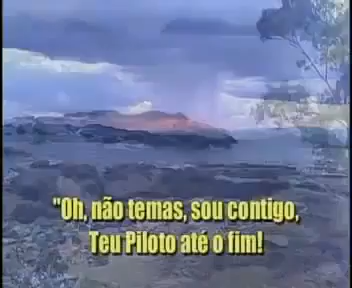 "Oh, não temas, sou contigo,
Teu Piloto até o fim!